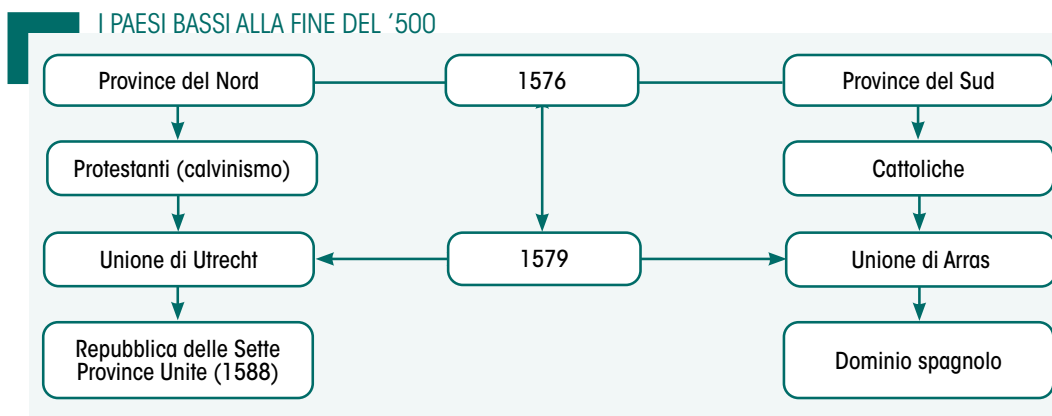 I PAESI BASSI ALLA FINE DEL ’500
Province del Nord
1576
Province del Sud
Protestanti (calvinismo)
Cattoliche
Unione di Utrecht
1579
Unione di Arras
Repubblica delle Sette
Province Unite (1588)
Dominio spagnolo